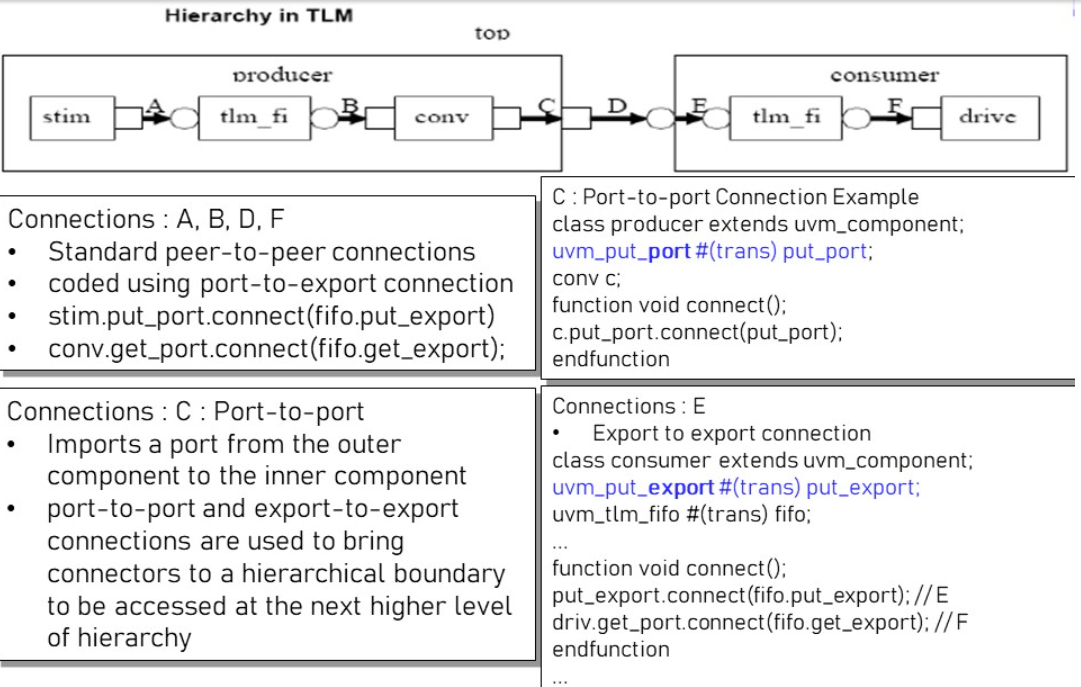 Hierarchy in TLM
top
producer
consumer
stim
A
tlm_fi
B
conv
C
D
E
tlm_fi
F
drive
Connections : A, B, D, F
• Standard peer-to-peer connections
• coded using port-to-export connection
• stim.put_port.connect(fifo.put_export)
• conv.get_port.connect(fifo.get_export);
C : Port-to-port Connection Example
class producer extends uvm_component;
uvm_put_port #(trans) put_port;
conv c;
function void connect();
c.put_port.connect(put_port);
endfunction
Connections : C : Port-to-port
• Imports a port from the outer
component to the inner component
• port-to-port and export-to-export
connections are used to bring
connectors to a hierarchical boundary
to be accessed at the next higher level
of hierarchy
Connections : E
• Export to export connection
class consumer extends uvm_component;
uvm_put_export #(trans) put_export;
uvm_tlm_fifo #(trans) fifo;
...
function void connect();
put_export.connect(fifo.put_export); // E
driv.get_port.connect(fifo.get_export); // F
endfunction
...